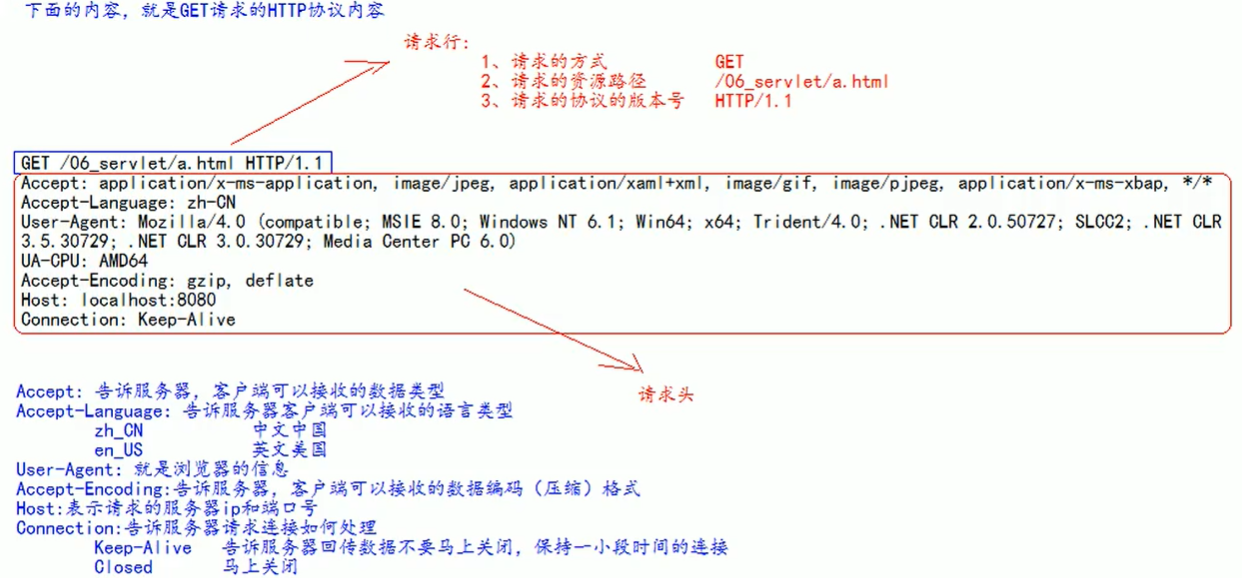 下面的内容，就是GET请求的HTTP协议内容
请求行：
1、请求的方式 GET
2、请求的资源路径 /06_servlet/a.html
3、请求的协议的版本号 HTTP/1.1
GET /06_servlet/a.html HTTP/1.1
Accept: application/x-ms-application, image/jpeg, application/xaml+xml, image/gif, image/pjpeg, application/x-ms-xbap, */*
Accept-Language: zh-CN
User-Agent: Mozilla/4.0 (compatible; MSIE 8.0; Windows NT 6.1; Win64; x64; Trident/4.0; .NET CLR 2.0.50727; SLCC2; .NET CLR
3.5.30729; .NET CLR 3.0.30729; Media Center PC 6.0)
UA-CPU: AMD64
Accept-Encoding: gzip, deflate
Host: localhost:8080
Connection: Keep-Alive
请求头
Accept: 告诉服务器，客户端可以接收的数据类型
Accept-Language: 告诉服务器客户端可以接收的语言类型
zh_CN 中文中国
en_US 英文美国
User-Agent: 就是浏览器的信息
Accept-Encoding:告诉服务器，客户端可以接收的数据编码（压缩）格式
Host:表示请求的服务器ip和端口号
Connection:告诉服务器请求连接如何处理
Keep-Alive 告诉服务器回传数据不要马上关闭，保持一小段时间的连接
Closed 马上关闭